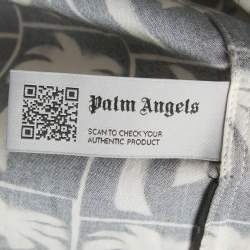 Palm Angels
SCAN TO CHECK YOUR
AUTHENTIC PRODUCT